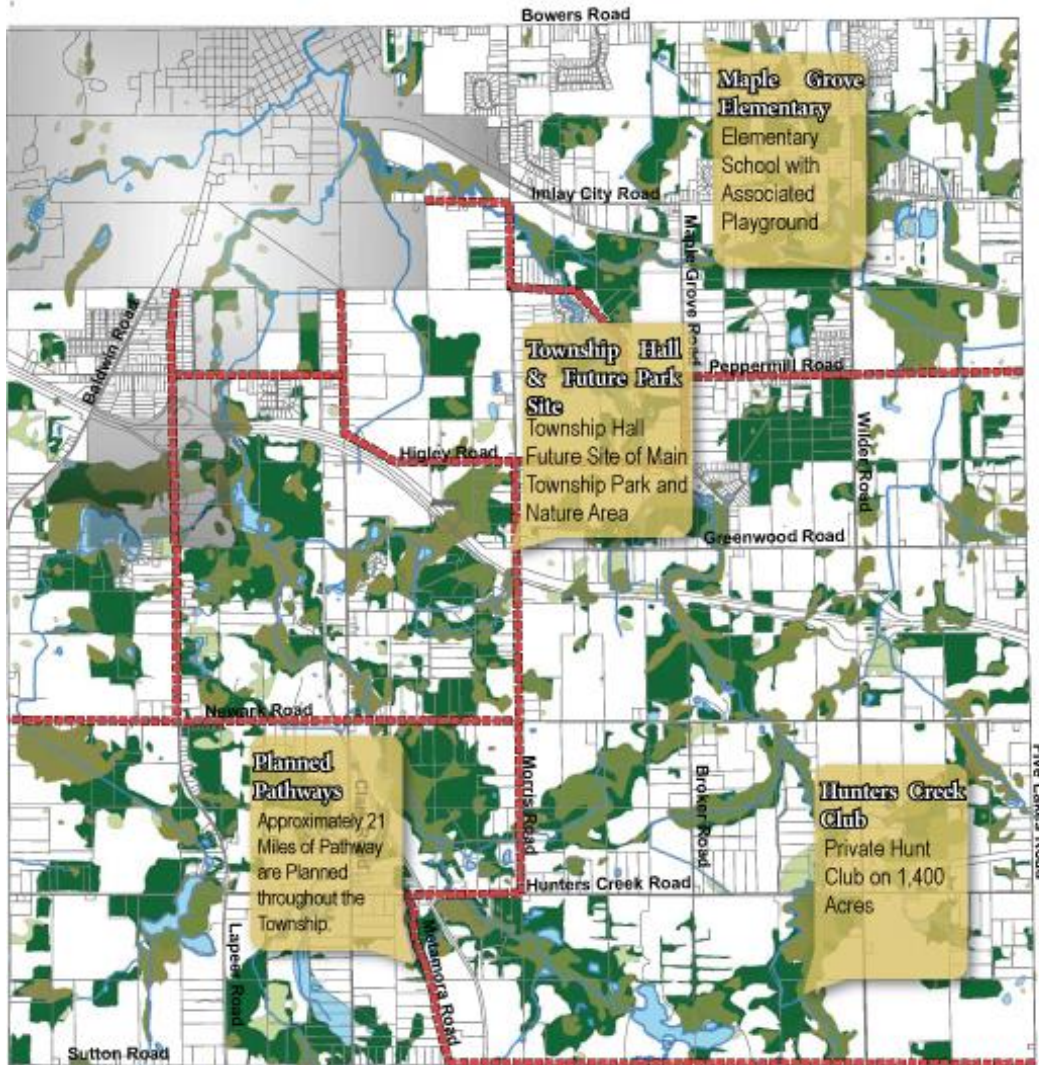 Bowers Road
Maple Grove
Elementary
Elementary
School with
Associated
Playground
Imlay City Road
Maple Grove Road
Baldwin Road
Township Hall
& Future Park
Site
Township Hall
Future Site of Main
Township Park and
Nature Area
Peppermill Road
Higley Road
Wilder Road
Greenwood Road
Newark Road
Planned
Pathways
Approximately 21
Miles of Pathway
are Planned
throughout the
Township.
Morris Road
Broker Road
Hunters Creek
Club
Private Hunt
Club on 1,400
Acres
Five Lakes Road
Hunters Creek Road
Lapeer Road
Metamora Road
Sutton Road